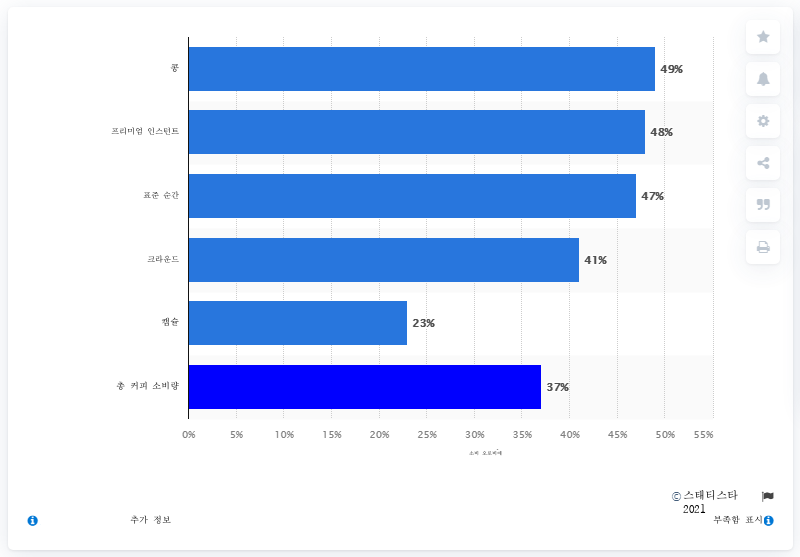 콩
49%
프리미엄 인스턴트
48%
표준 순간
47%
크라운드
41%
캡슐
23%
총 커피 소비량
37%
0% 5% 10% 15% 20% 25% 30% 35% 40% 45% 50% 55%
소비
© 스태티스타
2021
추가 정보
부족함 표시